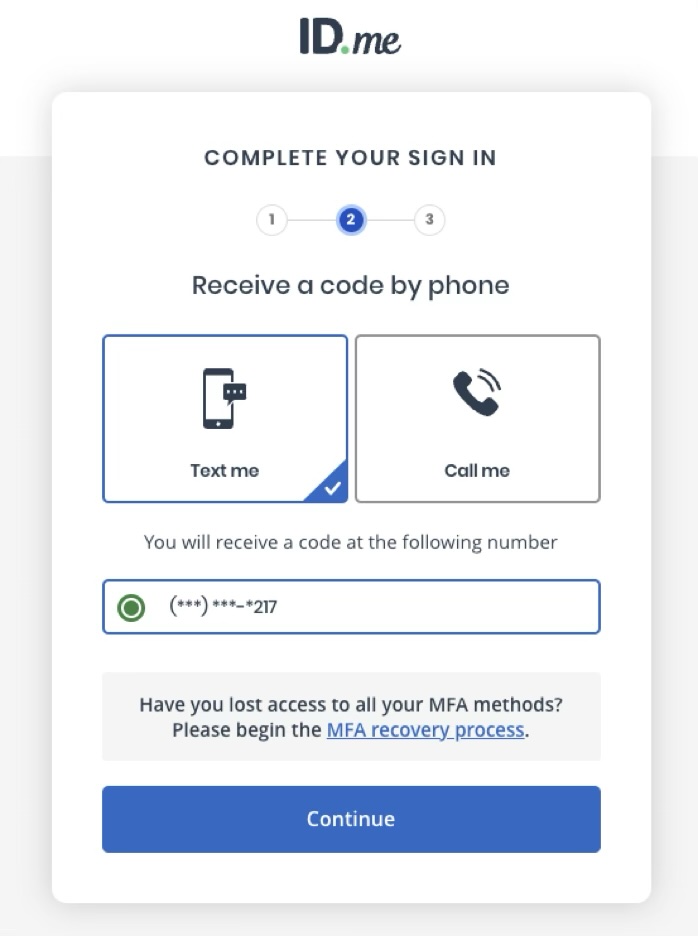 ID.me
COMPLETE YOUR SIGN IN
1 2 3
Receive a code by phone
Text me Call me
You will receive a code at the following number
(***) ***-*217
Have you lost access to all your MFA methods?
Please begin the MFA recovery process.
Continue